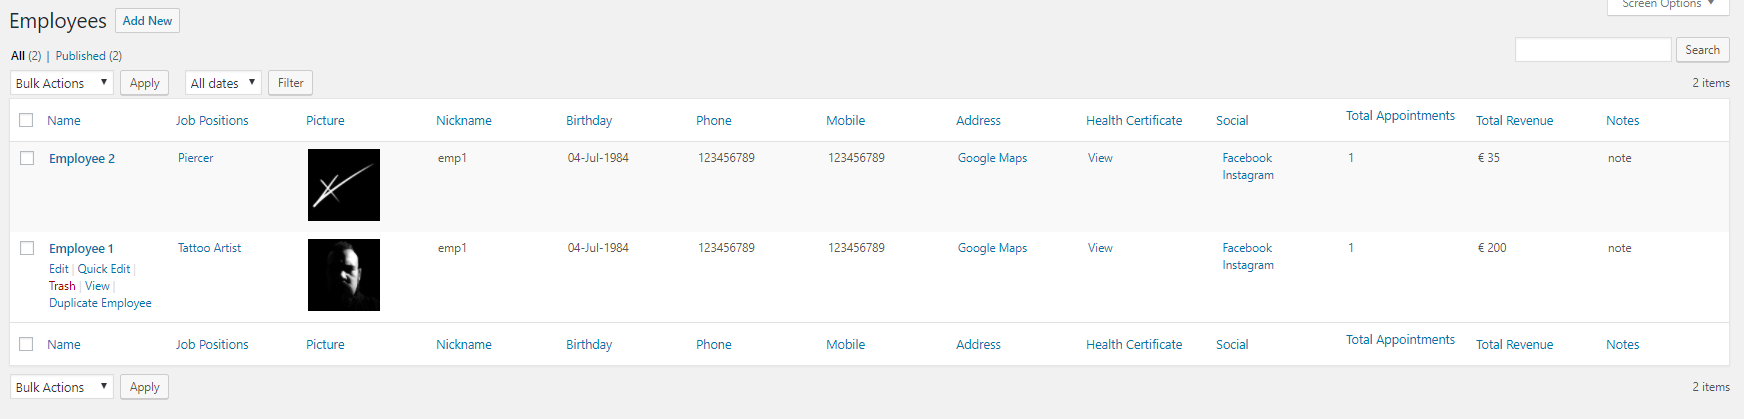 Screen Options ▼
Employees Add New
All (2) | Published (2)
Search
Bulk Actions ▼ Apply All dates ▼ Filter 2 items
Name Job Positions Picture Nickname Birthday Phone Mobile Address Health Certificate Social Total Appointments Total Revenue Notes
Employee 2 Piercer emp1 04-Jul-1984 123456789 123456789 Google Maps View Facebook 1 € 35 note
Instagram
Employee 1 Tattoo Artist emp1 04-Jul-1984 123456789 123456789 Google Maps View Facebook 1 € 200 note
Edit | Quick Edit | Instagram
Trash | View |
Duplicate Employee
Name Job Positions Picture Nickname Birthday Phone Mobile Address Health Certificate Social Total Appointments Total Revenue Notes
Bulk Actions ▼ Apply 2 items